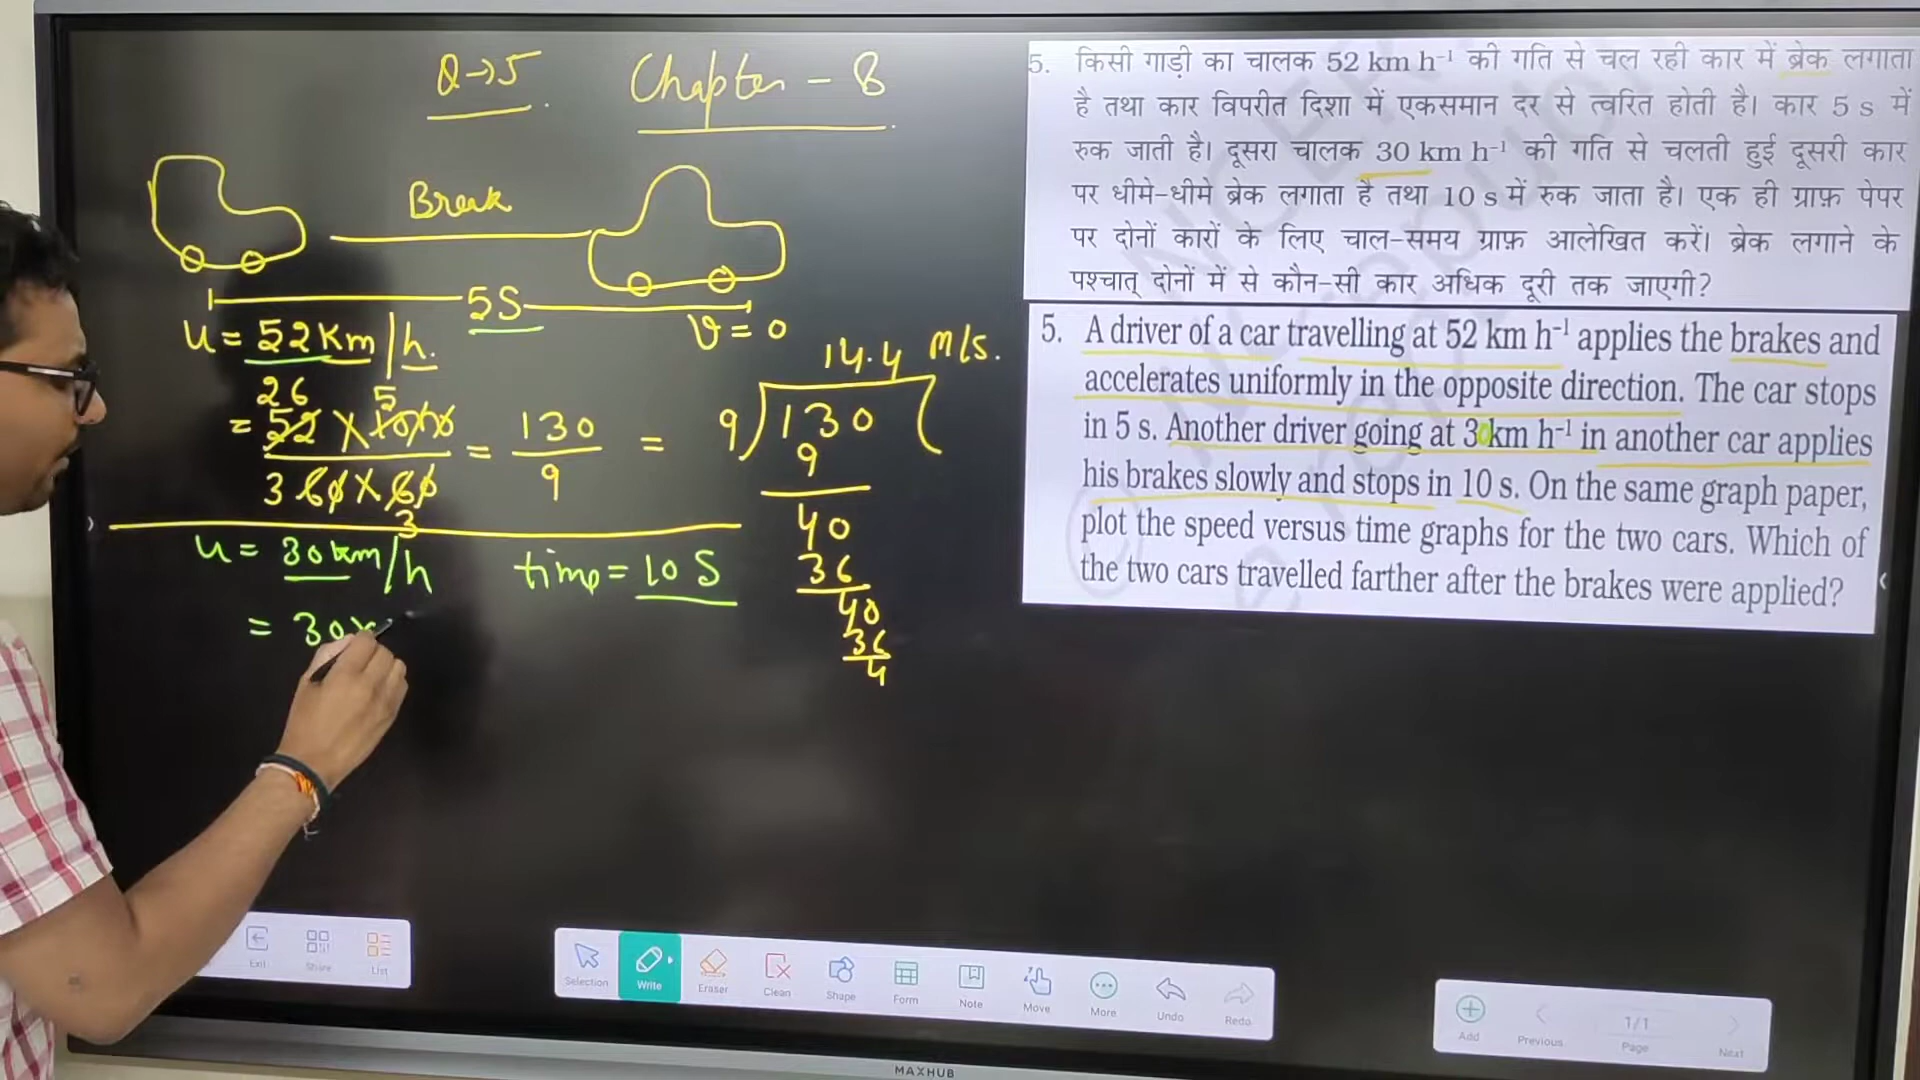 Q→5 Chapter - 8
Break
5S
u = 52 Km/h.
v = 0
14.4 m/s.
26 5
= 52 × 1000 / 3600 × 60 = 130 / 9 = 9)130(
9
3
40
36
40
36
4
u = 30 km/h time = 10 S
= 30×
5. किसी गाड़ी का चालक 52 km h⁻¹ की गति से चल रही कार में ब्रेक लगाता
है तथा कार विपरीत दिशा में एकसमान दर से त्वरित होती है। कार 5 s में
रुक जाती है। दूसरा चालक 30 km h⁻¹ की गति से चलती हुई दूसरी कार
पर धीमे-धीमे ब्रेक लगाता है तथा 10 s में रुक जाता है। एक ही ग्राफ़ पेपर
पर दोनों कारों के लिए चाल-समय ग्राफ़ आलेखित करें। ब्रेक लगाने के
पश्चात् दोनों में से कौन-सी कार अधिक दूरी तक जाएगी?
5. A driver of a car travelling at 52 km h⁻¹ applies the brakes and
accelerates uniformly in the opposite direction. The car stops
in 5 s. Another driver going at 30km h⁻¹ in another car applies
his brakes slowly and stops in 10 s. On the same graph paper,
plot the speed versus time graphs for the two cars. Which of
the two cars travelled farther after the brakes were applied?
Exit Share List
Selection Write Eraser Clean Shape Form Note Move More Undo Redo
Add Previous 1/1 Page Next
MAXHUB